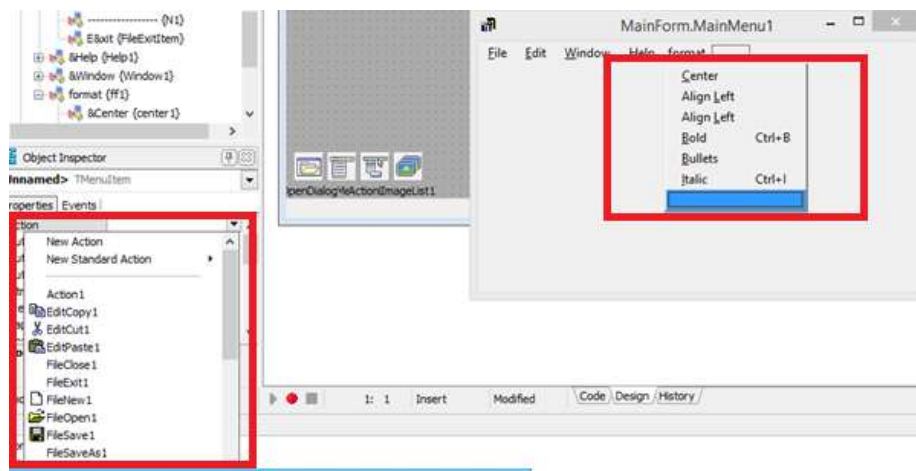 ----------------- {N1}
E&xit {FileExitItem}
&Help {Help1}
&Window {Window1}
format {ff1}
&Center {center1}
Object Inspector
TMenuItem
Events
New Action
New Standard Action
Action1
EditCopy1
EditCut1
EditPaste1
FileClose1
FileExit1
FileNew1
FileOpen1
FileSave1
FileSaveAs1
ImageList1
1: 1 Insert Modified Code Design History
MainForm.MainMenu1
File Edit Window Help format
Center
Align Left
Align Left
Bold Ctrl+B
Bullets
Italic Ctrl+I